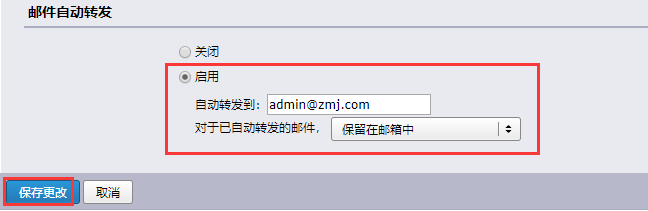 邮件自动转发
关闭
启用
自动转发到： admin@zmj.com
对于已自动转发的邮件， 保留在邮箱中
保存更改 取消